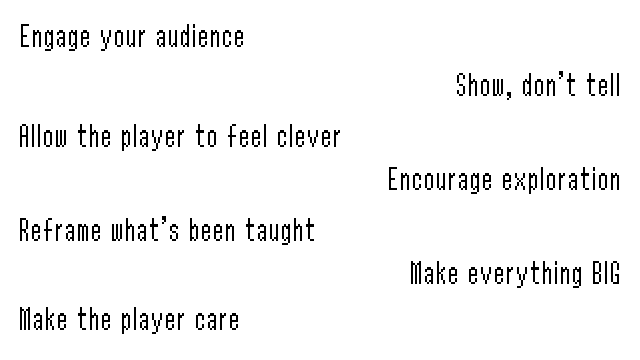 Engage your audience
Show, don't tell
Allow the player to feel clever
Encourage exploration
Reframe what's been taught
Make everything BIG
Make the player care